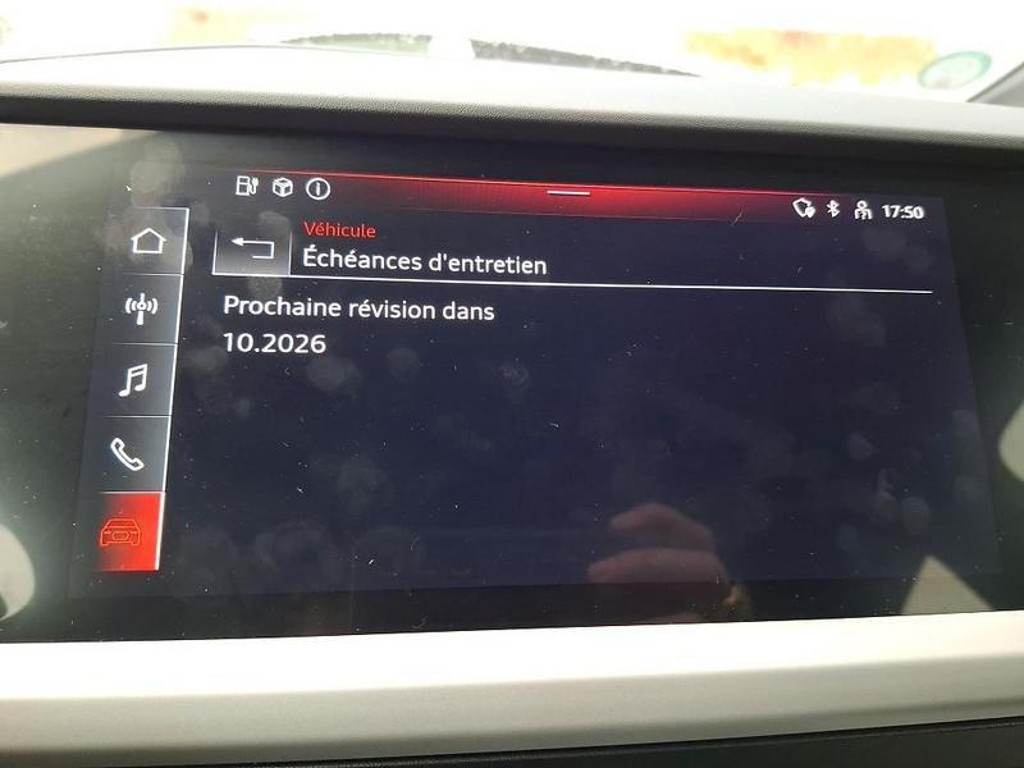 17:50
Véhicule
Échéances d'entretien
Prochaine révision dans
10.2026